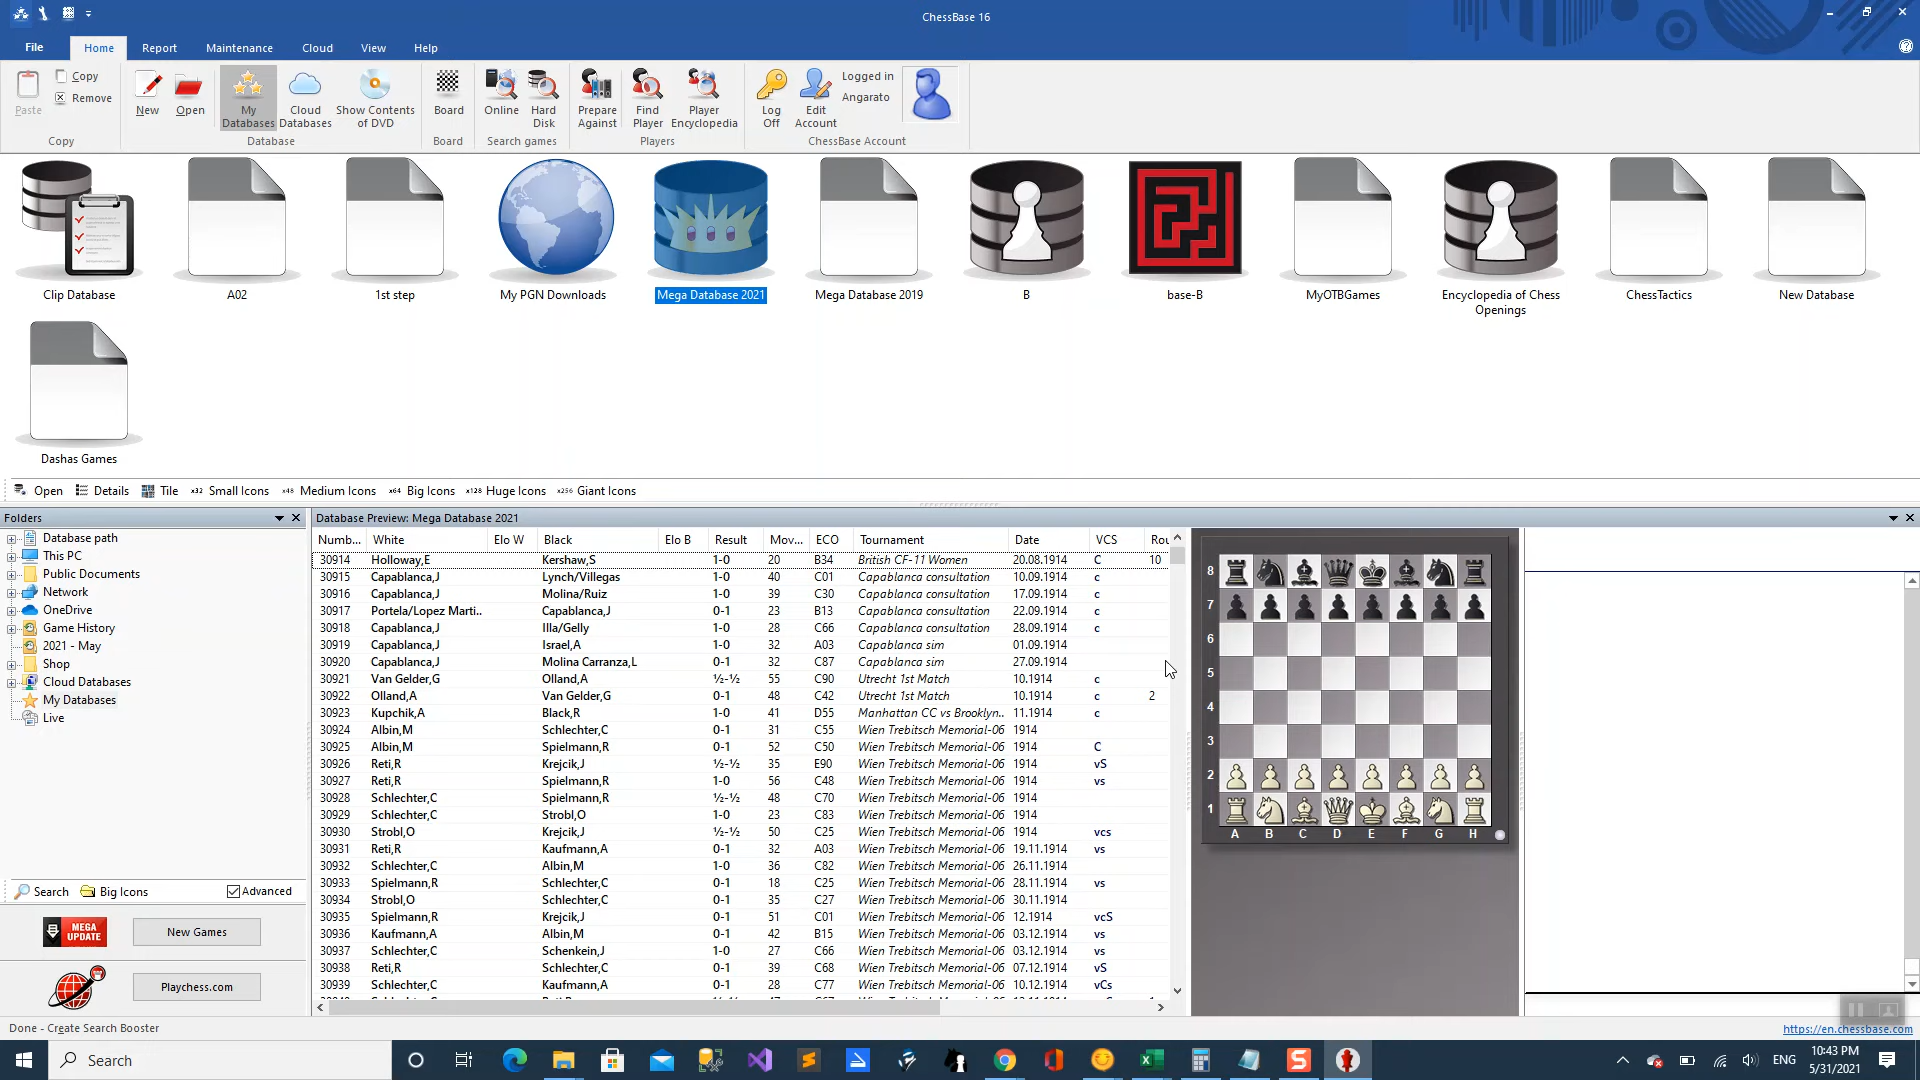 ChessBase 16
File Home Report Maintenance Cloud View Help
Paste Copy Remove New Open My Databases Cloud Databases Show Contents of DVD Board Online Hard Disk Prepare Against Find Player Player Encyclopedia Log Off Edit Account Logged in Angarato
Copy Database Board Search games Players ChessBase Account
Clip Database A02 1st step My PGN Downloads Mega Database 2021 Mega Database 2019 B base-B MyOTBGames Encyclopedia of Chess Openings ChessTactics New Database
Dashas Games
Open Details Tile x32 Small Icons x48 Medium Icons x64 Big Icons x128 Huge Icons x256 Giant Icons
Folders
Database path
This PC
Public Documents
Network
OneDrive
Game History
2021 - May
Shop
Cloud Databases
My Databases
Live
Search Big Icons Advanced
MEGA UPDATE New Games
Playchess.com
Database Preview: Mega Database 2021
Numb... White Elo W Black Elo B Result Mov... ECO Tournament Date VCS Rou
30914 Holloway,E Kershaw,S 1-0 20 B34 British CF-11 Women 20.08.1914 C 10
30915 Capablanca,J Lynch/Villegas 1-0 40 C01 Capablanca consultation 10.09.1914 c
30916 Capablanca,J Molina/Ruiz 1-0 39 C30 Capablanca consultation 17.09.1914 c
30917 Portela/Lopez Marti.. Capablanca,J 0-1 23 B13 Capablanca consultation 22.09.1914 c
30918 Capablanca,J Illa/Gelly 1-0 28 C66 Capablanca consultation 28.09.1914 c
30919 Capablanca,J Israel,A 1-0 32 A03 Capablanca sim 01.09.1914
30920 Capablanca,J Molina Carranza,L 0-1 32 C87 Capablanca sim 27.09.1914
30921 Van Gelder,G Olland,A ½-½ 55 C90 Utrecht 1st Match 10.1914 c
30922 Olland,A Van Gelder,G 0-1 48 C42 Utrecht 1st Match 10.1914 c 2
30923 Kupchik,A Black,R 1-0 41 D55 Manhattan CC vs Brooklyn.. 11.1914 c
30924 Albin,M Schlechter,C 0-1 31 C55 Wien Trebitsch Memorial-06 1914
30925 Albin,M Spielmann,R 0-1 52 C50 Wien Trebitsch Memorial-06 1914 C
30926 Reti,R Krejcik,J ½-½ 35 E90 Wien Trebitsch Memorial-06 1914 vS
30927 Reti,R Spielmann,R 1-0 56 C48 Wien Trebitsch Memorial-06 1914 vs
30928 Schlechter,C Spielmann,R ½-½ 48 C70 Wien Trebitsch Memorial-06 1914
30929 Schlechter,C Strobl,O 1-0 23 C83 Wien Trebitsch Memorial-06 1914
30930 Strobl,O Krejcik,J ½-½ 50 C25 Wien Trebitsch Memorial-06 1914 vcs
30931 Reti,R Kaufmann,A 0-1 32 A03 Wien Trebitsch Memorial-06 19.11.1914 vs
30932 Schlechter,C Albin,M 1-0 36 C82 Wien Trebitsch Memorial-06 26.11.1914
30933 Spielmann,R Schlechter,C 0-1 18 C25 Wien Trebitsch Memorial-06 28.11.1914 vs
30934 Strobl,O Schlechter,C 0-1 35 C27 Wien Trebitsch Memorial-06 30.11.1914
30935 Spielmann,R Krejcik,J 0-1 51 C01 Wien Trebitsch Memorial-06 12.1914 vcS
30936 Kaufmann,A Albin,M 0-1 42 B15 Wien Trebitsch Memorial-06 03.12.1914 vs
30937 Schlechter,C Schenkein,J 1-0 27 C66 Wien Trebitsch Memorial-06 03.12.1914 vs
30938 Reti,R Schlechter,C 0-1 39 C68 Wien Trebitsch Memorial-06 07.12.1914 vS
30939 Schlechter,C Kaufmann,A 0-1 28 C77 Wien Trebitsch Memorial-06 10.12.1914 vCs
8
7
6
5
4
3
2
1
A B C D E F G H
Done - Create Search Booster https://en.chessbase.com
Search ENG 10:43 PM
5/31/2021